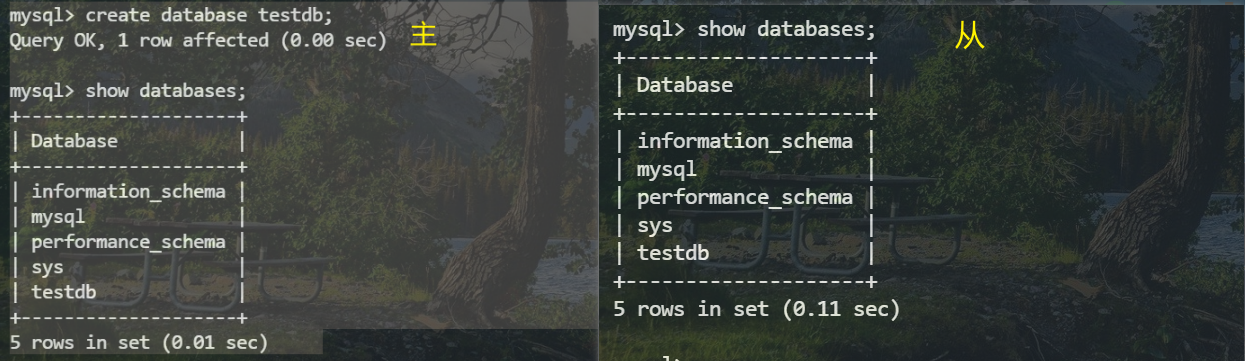 mysql> create database testdb;
Query OK, 1 row affected (0.00 sec)
主
mysql> show databases;
+--------------------+
| Database           |
+--------------------+
| information_schema |
| mysql              |
| performance_schema |
| sys                |
| testdb             |
+--------------------+
5 rows in set (0.01 sec)
mysql> show databases;
从
+--------------------+
| Database           |
+--------------------+
| information_schema |
| mysql              |
| performance_schema |
| sys                |
| testdb             |
+--------------------+
5 rows in set (0.11 sec)